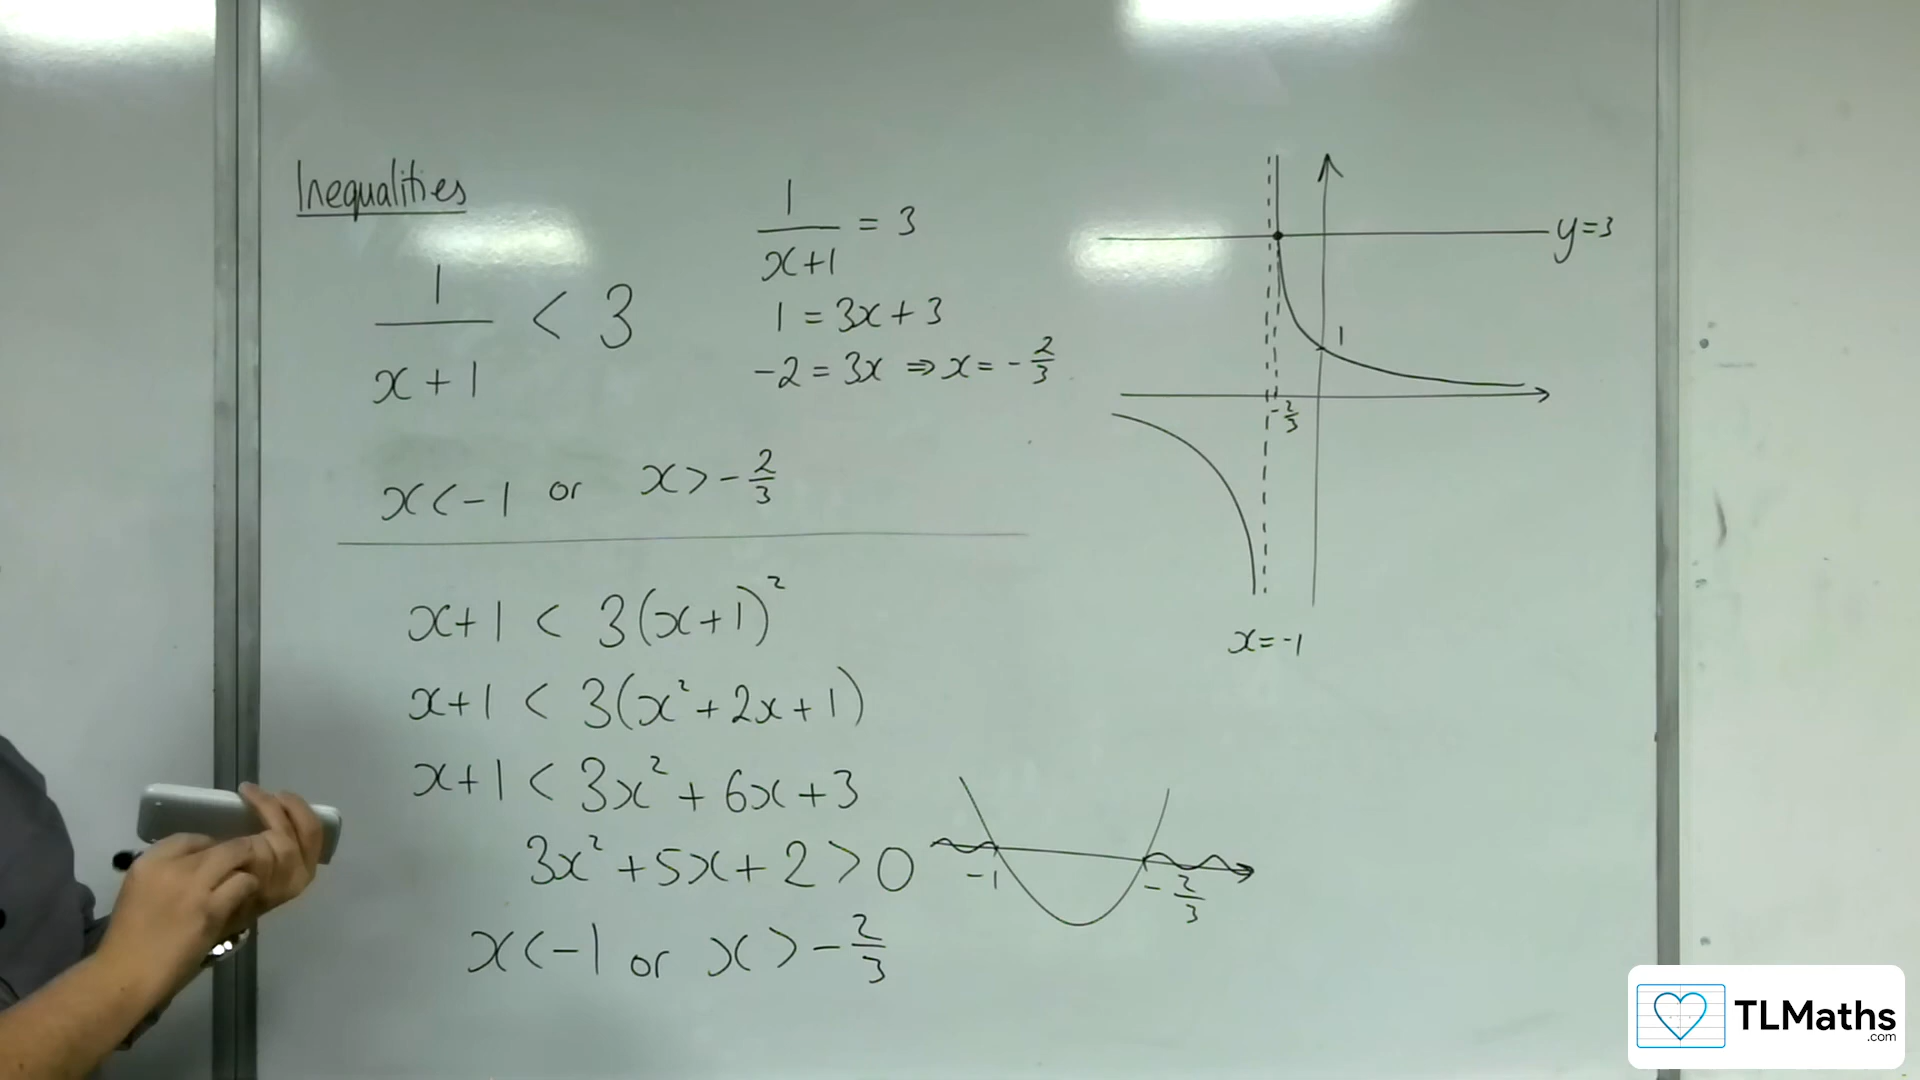 Inequalities
1/(x+1) < 3
1/(x+1) = 3
1 = 3x + 3
-2 = 3x ⇒ x = -2/3
x < -1 or x > -2/3
x+1 < 3(x+1)²
x+1 < 3(x²+2x+1)
x+1 < 3x² + 6x + 3
3x² + 5x + 2 > 0
x < -1 or x > -2/3
-1
-2/3
y=3
1
-2/3
x=-1
TLMaths
.com